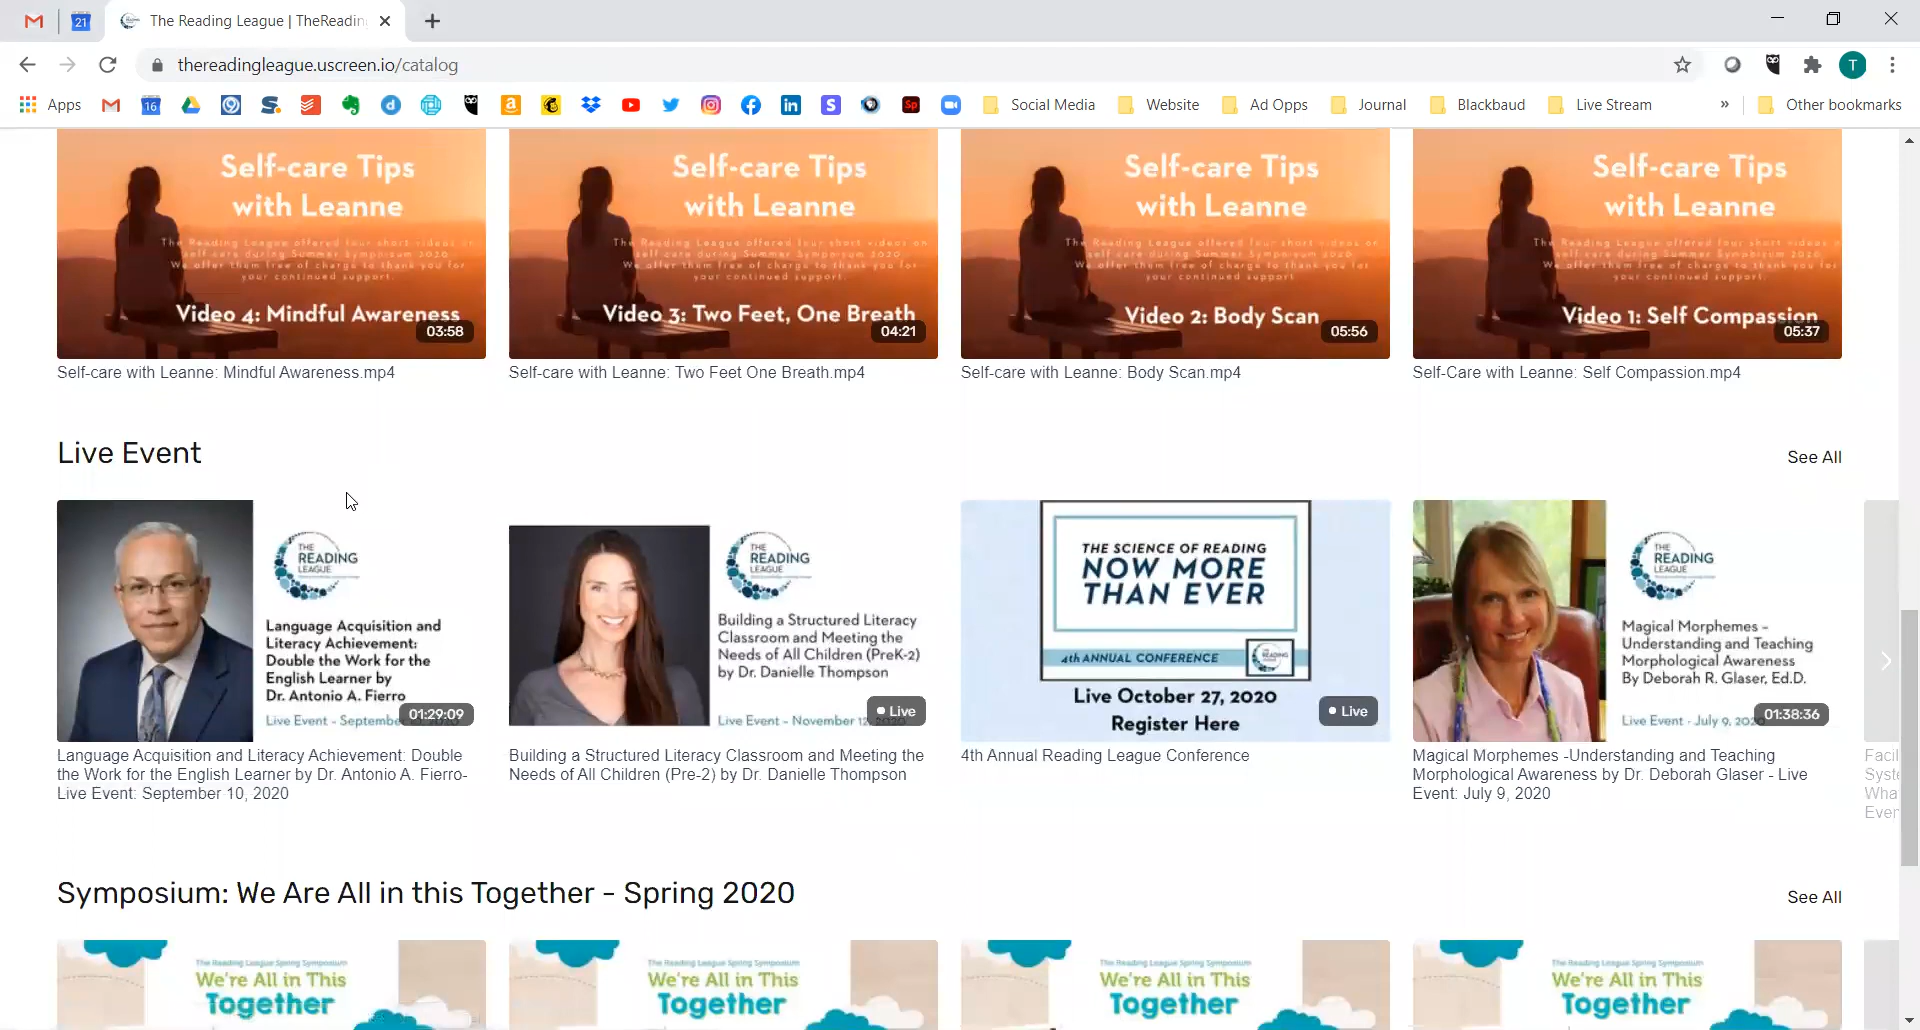 21
The Reading League | TheReadin
thereadingleague.uscreen.io/catalog
T
Apps
16
Social Media
Website
Ad Opps
Journal
Blackbaud
Live Stream
»
Other bookmarks
Self-care Tips
with Leanne
The Reading League offered four short videos on
self care during Summer Symposium 2020.
We offer them free of charge to thank you for
your continued support.
Video 4: Mindful Awareness
03:58
Self-care with Leanne: Mindful Awareness.mp4
Self-care Tips
with Leanne
The Reading League offered four short videos on
self care during Summer Symposium 2020.
We offer them free of charge to thank you for
your continued support.
Video 3: Two Feet, One Breath
04:21
Self-care with Leanne: Two Feet One Breath.mp4
Self-care Tips
with Leanne
The Reading League offered four short videos on
self care during Summer Symposium 2020.
We offer them free of charge to thank you for
your continued support.
Video 2: Body Scan
05:56
Self-care with Leanne: Body Scan.mp4
Self-care Tips
with Leanne
The Reading League offered four short videos on
self care during Summer Symposium 2020.
We offer them free of charge to thank you for
your continued support.
Video 1: Self Compassion
05:37
Self-Care with Leanne: Self Compassion.mp4
Live Event
See All
THE
READING
LEAGUE
Language Acquisition and
Literacy Achievement:
Double the Work for the
English Learner by
Dr. Antonio A. Fierro
Live Event - September
01:29:09
Language Acquisition and Literacy Achievement: Double
the Work for the English Learner by Dr. Antonio A. Fierro-
Live Event: September 10, 2020
THE
READING
LEAGUE
Building a Structured Literacy
Classroom and Meeting the
Needs of All Children (PreK-2)
by Dr. Danielle Thompson
Live Event - November 12, 2020
Live
Building a Structured Literacy Classroom and Meeting the
Needs of All Children (Pre-2) by Dr. Danielle Thompson
THE SCIENCE OF READING
NOW MORE
THAN EVER
4th ANNUAL CONFERENCE
Live October 27, 2020
Register Here
Live
4th Annual Reading League Conference
THE
READING
LEAGUE
Magical Morphemes -
Understanding and Teaching
Morphological Awareness
By Deborah R. Glaser, Ed.D.
Live Event - July 9, 2020
01:38:36
Magical Morphemes -Understanding and Teaching
Morphological Awareness by Dr. Deborah Glaser - Live
Event: July 9, 2020
Facil
Syste
Wha
Even
Symposium: We Are All in this Together - Spring 2020
See All
The Reading League Spring Symposium
We're All in This
Together
The Reading League Spring Symposium
We're All in This
Together
The Reading League Spring Symposium
We're All in This
Together
The Reading League Spring Symposium
We're All in This
Together